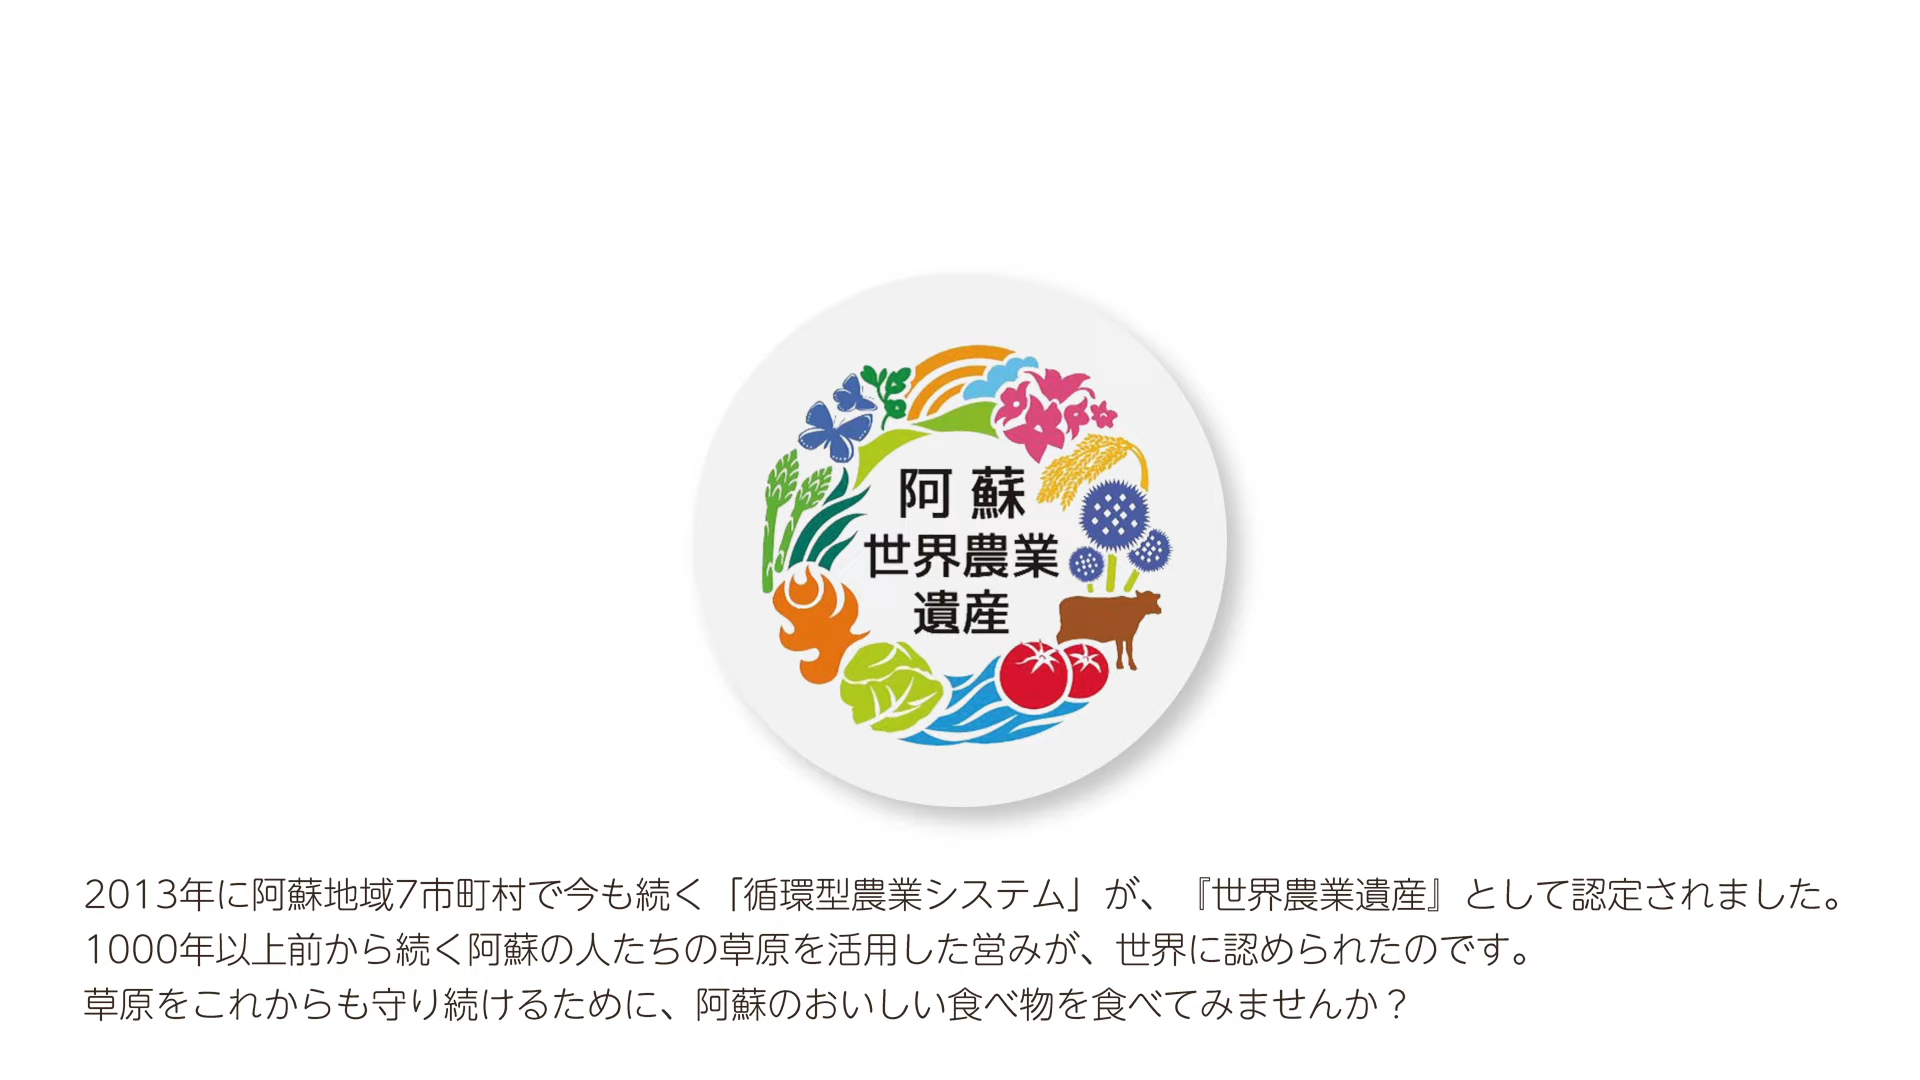 阿蘇
世界農業
遺産
2013年に阿蘇地域7市町村で今も続く「循環型農業システム」が、『世界農業遺産』として認定されました。
1000年以上前から続く阿蘇の人たちの草原を活用した営みが、世界に認められたのです。
草原をこれからも守り続けるために、阿蘇のおいしい食べ物を食べてみませんか？